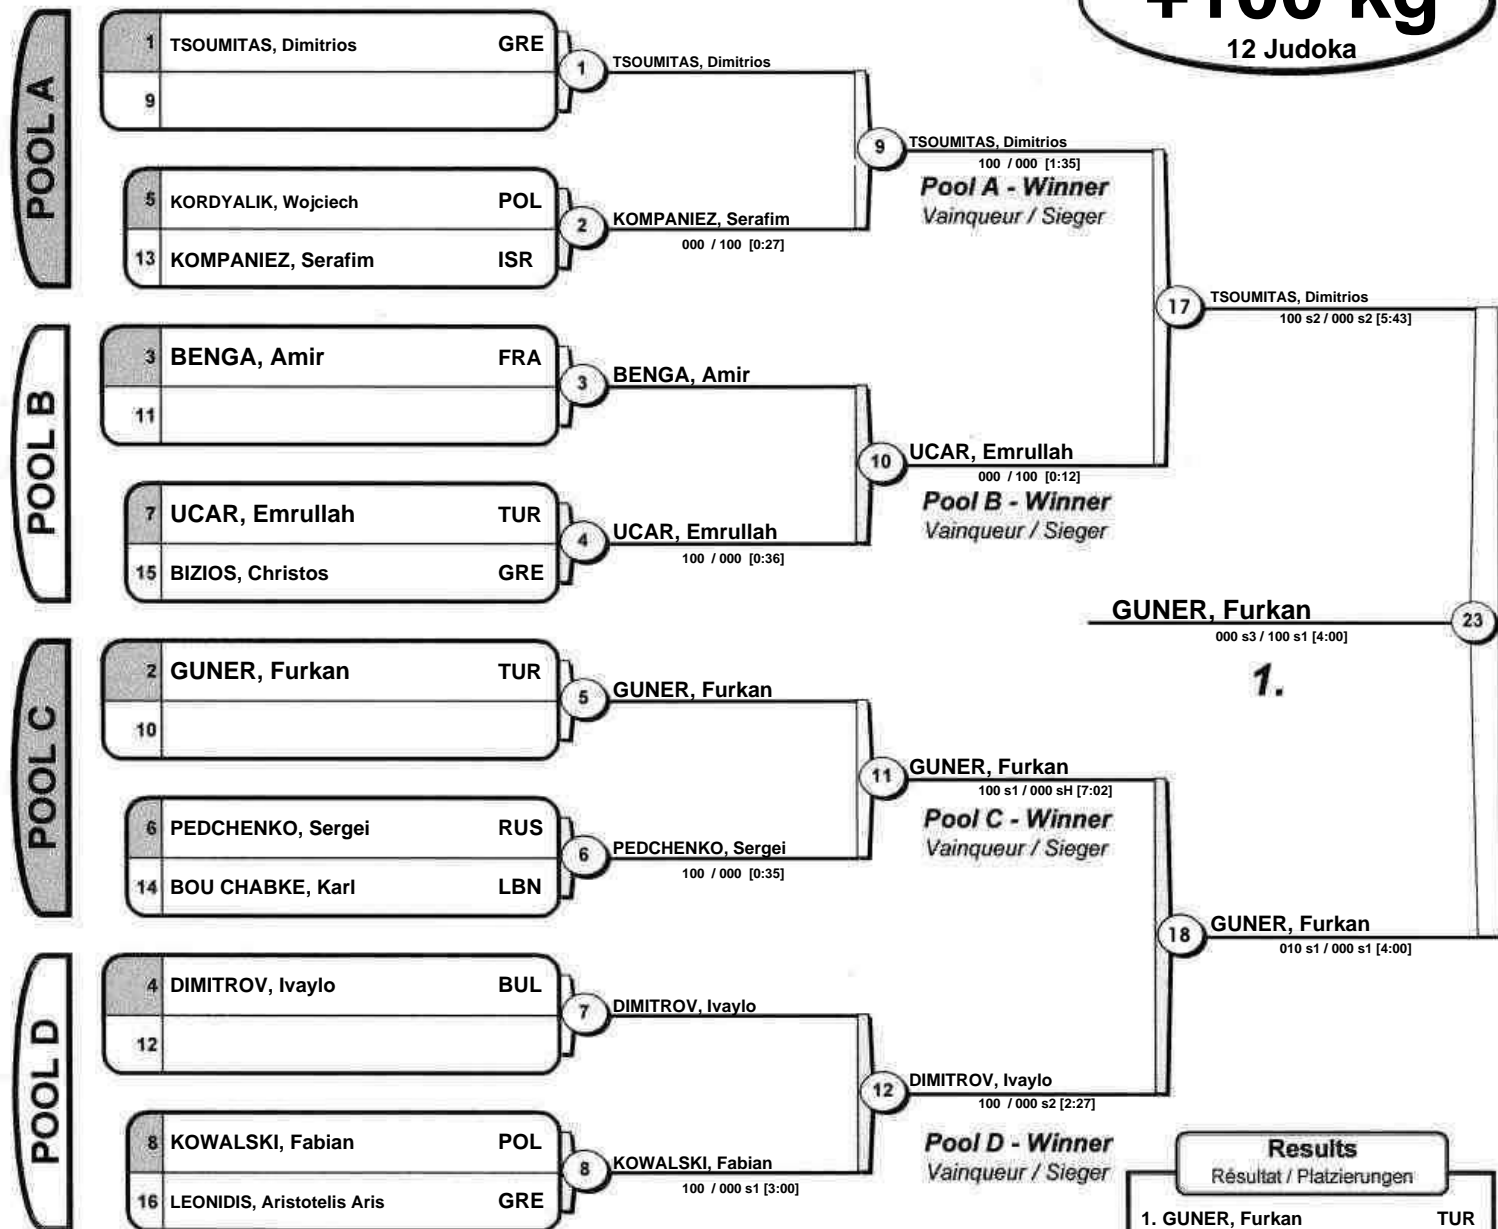 +100 kg
12 Judoka
POOL A
1 TSOUMITAS, Dimitrios GRE
9
1 TSOUMITAS, Dimitrios
5 KORDYALIK, Wojciech POL
13 KOMPANIEZ, Serafim ISR
2 KOMPANIEZ, Serafim
000 / 100 [0:27]
9 TSOUMITAS, Dimitrios
100 / 000 [1:35]
Pool A - Winner
Vainqueur / Sieger
POOL B
3 BENGA, Amir FRA
11
3 BENGA, Amir
7 UCAR, Emrullah TUR
15 BIZIOS, Christos GRE
4 UCAR, Emrullah
100 / 000 [0:36]
10 UCAR, Emrullah
000 / 100 [0:12]
Pool B - Winner
Vainqueur / Sieger
17 TSOUMITAS, Dimitrios
100 s2 / 000 s2 [5:43]
GUNER, Furkan 23
000 s3 / 100 s1 [4:00]
1.
POOL C
2 GUNER, Furkan TUR
10
5 GUNER, Furkan
6 PEDCHENKO, Sergei RUS
14 BOU CHABKE, Karl LBN
6 PEDCHENKO, Sergei
100 / 000 [0:35]
11 GUNER, Furkan
100 s1 / 000 sH [7:02]
Pool C - Winner
Vainqueur / Sieger
POOL D
4 DIMITROV, Ivaylo BUL
12
7 DIMITROV, Ivaylo
8 KOWALSKI, Fabian POL
16 LEONIDIS, Aristotelis Aris GRE
8 KOWALSKI, Fabian
100 / 000 s1 [3:00]
12 DIMITROV, Ivaylo
100 / 000 s2 [2:27]
Pool D - Winner
Vainqueur / Sieger
18 GUNER, Furkan
010 s1 / 000 s1 [4:00]
Results
Résultat / Platzierungen
1. GUNER, Furkan TUR